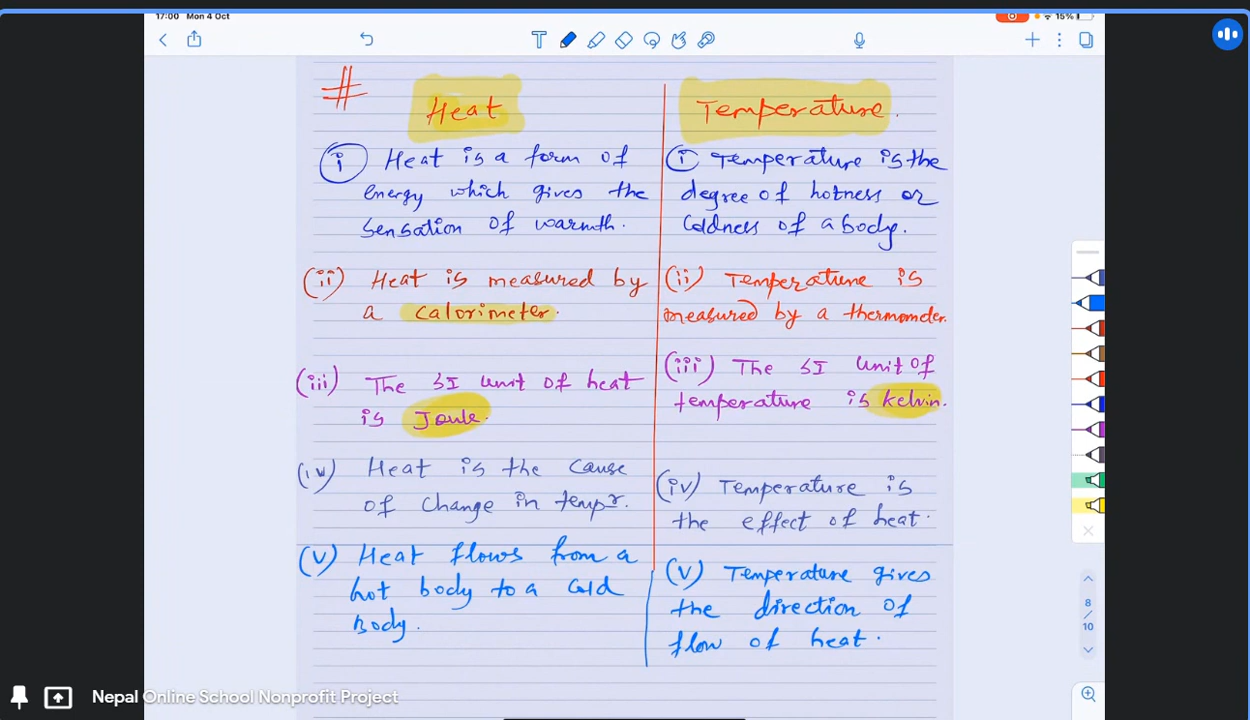 17:00 Mon 4 Oct
15%
T
#
Heat
i Heat is a form of
energy which gives the
sensation of warmth.
(ii) Heat is measured by
a calorimeter.
(iii) The SI unit of heat
is Joule.
(iv) Heat is the cause
of change in tempr.
(v) Heat flows from a
hot body to a cold
body.
Temperature.
i Temperature is the
degree of hotness or
coldness of a body.
(ii) Temperature is
measured by a thermometer.
(iii) The SI unit of
temperature is kelvin.
(iv) Temperature is
the effect of heat.
(v) Temperature gives
the direction of
flow of heat.
8
/
10
Nepal Online School Nonprofit Project